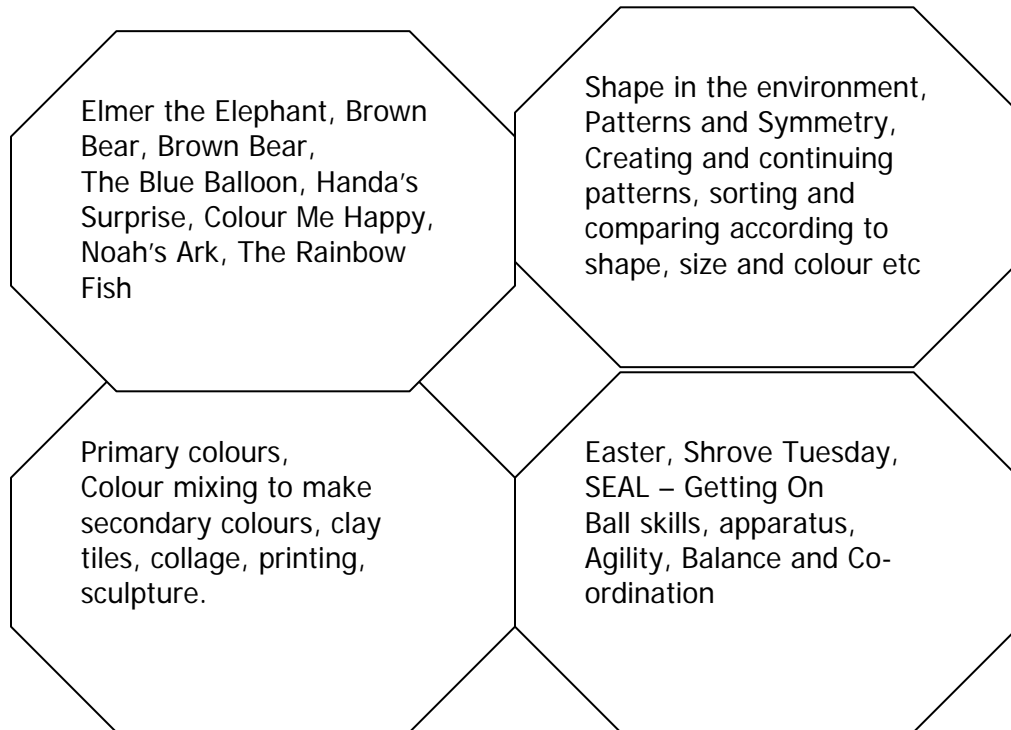 Elmer the Elephant, Brown
Bear, Brown Bear,
The Blue Balloon, Handa's
Surprise, Colour Me Happy,
Noah's Ark, The Rainbow
Fish
Shape in the environment,
Patterns and Symmetry,
Creating and continuing
patterns, sorting and
comparing according to
shape, size and colour etc
Primary colours,
Colour mixing to make
secondary colours, clay
tiles, collage, printing,
sculpture.
Easter, Shrove Tuesday,
SEAL – Getting On
Ball skills, apparatus,
Agility, Balance and Co-
ordination